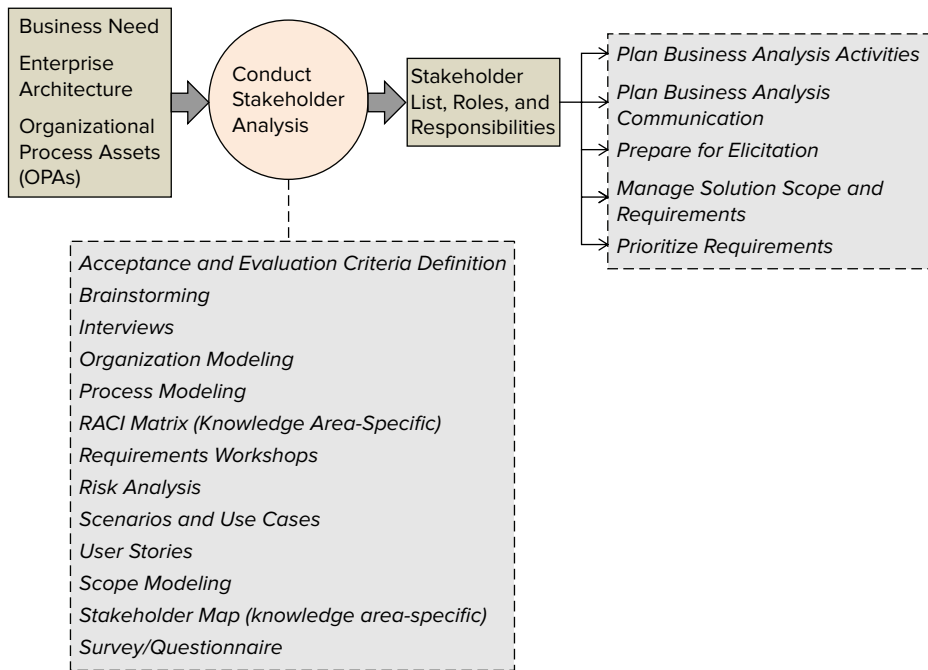 Business Need
Enterprise
Architecture
Organizational
Process Assets
(OPAs)
Conduct
Stakeholder
Analysis
Stakeholder
List, Roles, and
Responsibilities
Plan Business Analysis Activities
Plan Business Analysis
Communication
Prepare for Elicitation
Manage Solution Scope and
Requirements
Prioritize Requirements
Acceptance and Evaluation Criteria Definition
Brainstorming
Interviews
Organization Modeling
Process Modeling
RACI Matrix (Knowledge Area-Specific)
Requirements Workshops
Risk Analysis
Scenarios and Use Cases
User Stories
Scope Modeling
Stakeholder Map (knowledge area-specific)
Survey/Questionnaire